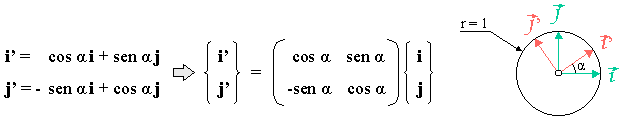 r = 1
j’
j
i’
α
i
i’ = cos α i + sen α j
j’ = - sen α i + cos α j
i’
j’
=
cos α sen α
-sen α cos α
i
j